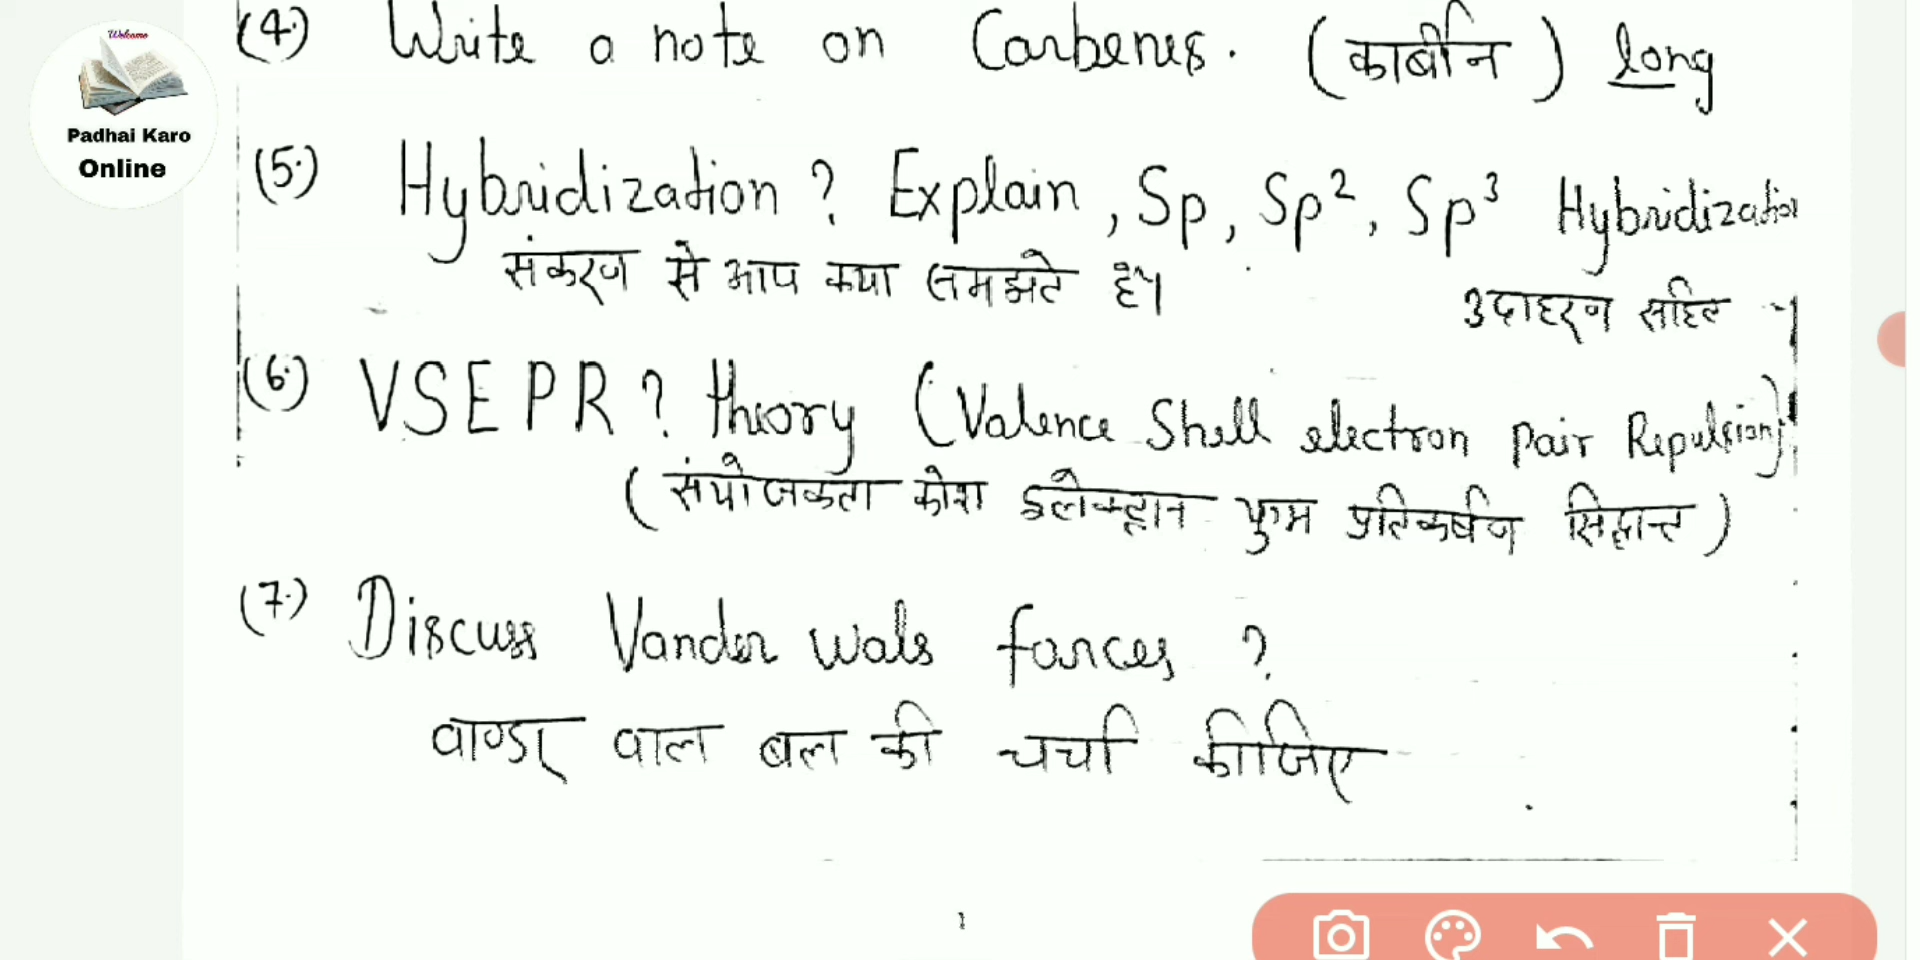 Welcome
Padhai Karo
Online
(4.) Write a note on Carbenes. (कार्बीन) long
(5.) Hybridization ? Explain, Sp, Sp², Sp³ Hybridization
संकरण से आप क्या समझते है।
उदाहरण सहित
(6.) VSEPR ? theory (Valence Shell electron pair Repulsion)
(संयोजकता कोश इलेक्ट्रान युग्म प्रतिकर्षण सिद्धान्त)
(7.) Discuss Vander wals forces ?
वाण्डर वाल बल की चर्चा कीजिए
1